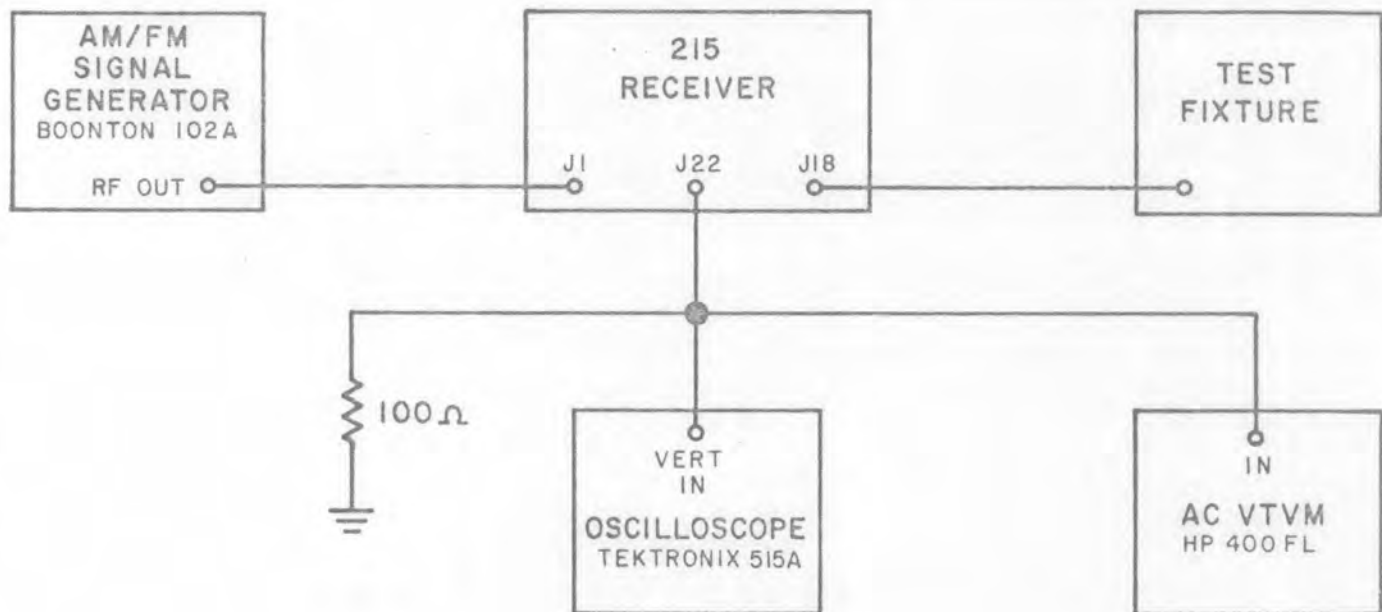 AM/FM
SIGNAL
GENERATOR
BOONTON 102A
RF OUT
215
RECEIVER
J1
J22
J18
TEST
FIXTURE
100Ω
VERT
IN
OSCILLOSCOPE
TEKTRONIX 515A
IN
AC VTVM
HP 400 FL